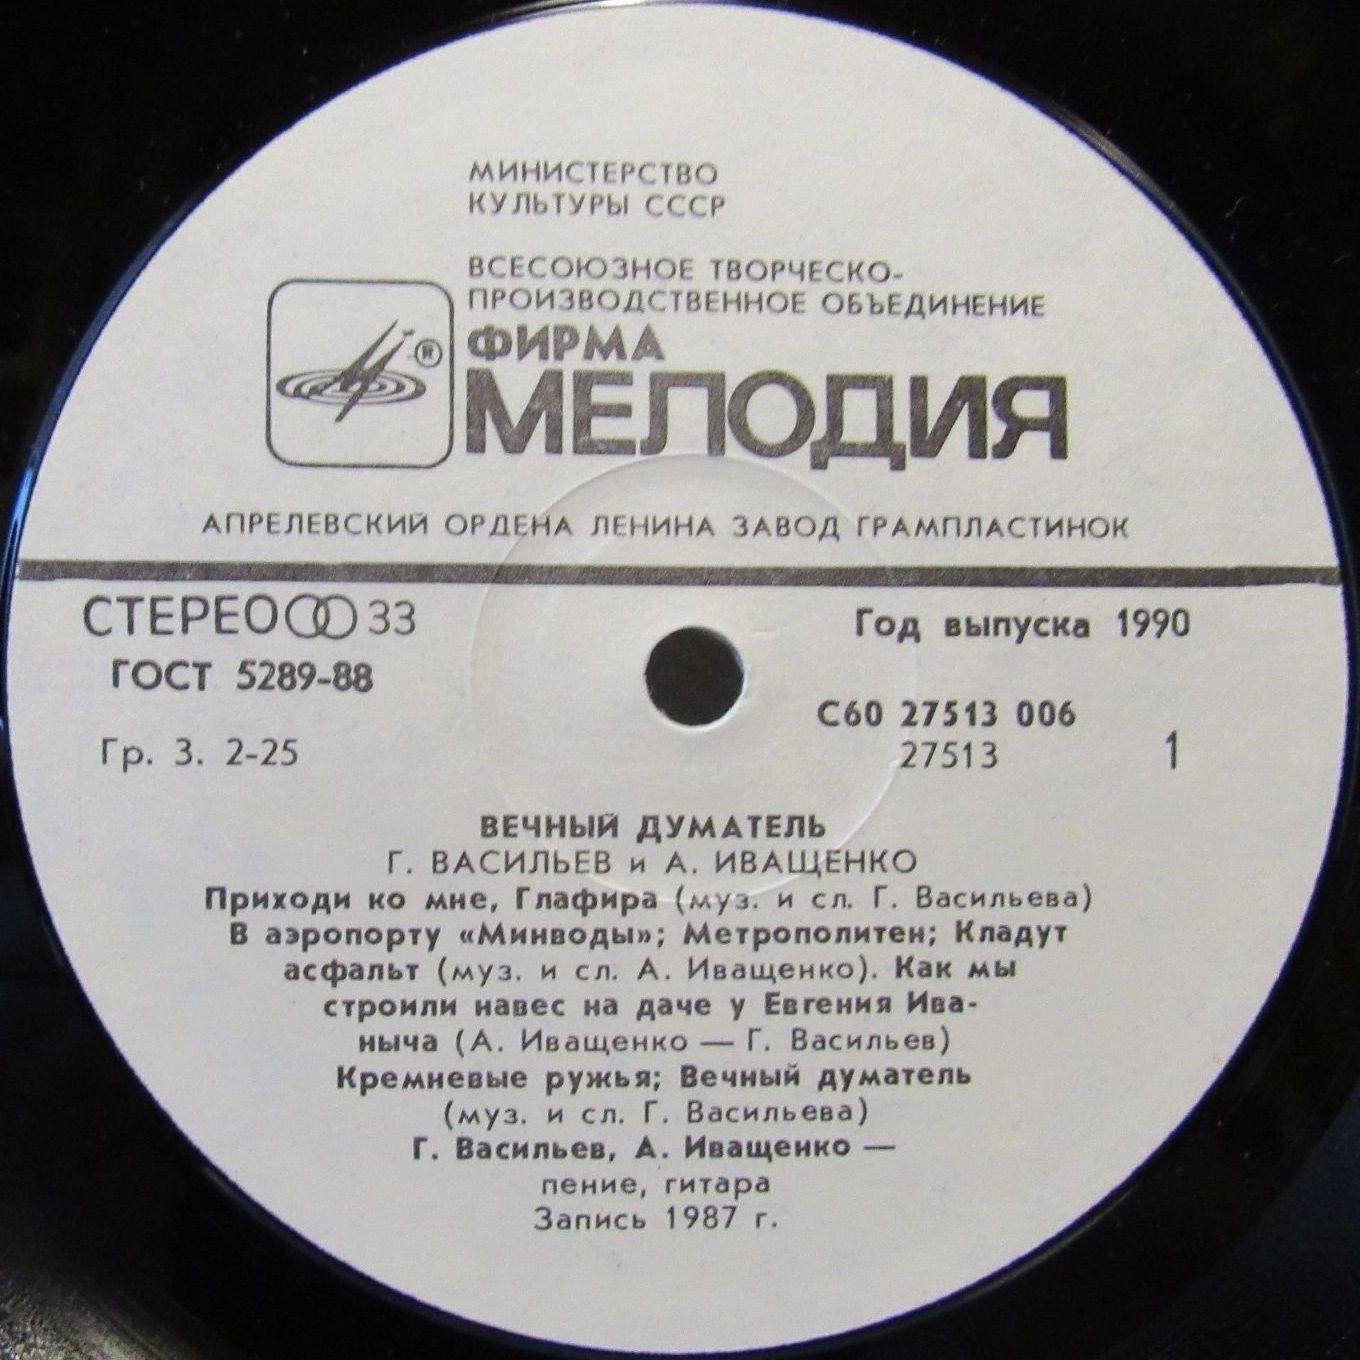 МИНИСТЕРСТВО
КУЛЬТУРЫ СССР
ВСЕСОЮЗНОЕ ТВОРЧЕСКО-
ПРОИЗВОДСТВЕННОЕ ОБЪЕДИНЕНИЕ
ФИРМА
®
МЕЛОДИЯ
АПРЕЛЕВСКИЙ ОРДЕНА ЛЕНИНА ЗАВОД ГРАМПЛАСТИНОК
СТЕРЕО 33
Год выпуска 1990
ГОСТ 5289-88
С60 27513 006
Гр. 3. 2-25
27513 1
ВЕЧНЫЙ ДУМАТЕЛЬ
Г. ВАСИЛЬЕВ и А. ИВАЩЕНКО
Приходи ко мне, Глафира (муз. и сл. Г. Васильева)
В аэропорту «Минводы»; Метрополитен; Кладут
асфальт (муз. и сл. А. Иващенко). Как мы
строили навес на даче у Евгения Ива-
ныча (А. Иващенко — Г. Васильев)
Кремневые ружья; Вечный думатель
(муз. и сл. Г. Васильева)
Г. Васильев, А. Иващенко —
пение, гитара
Запись 1987 г.